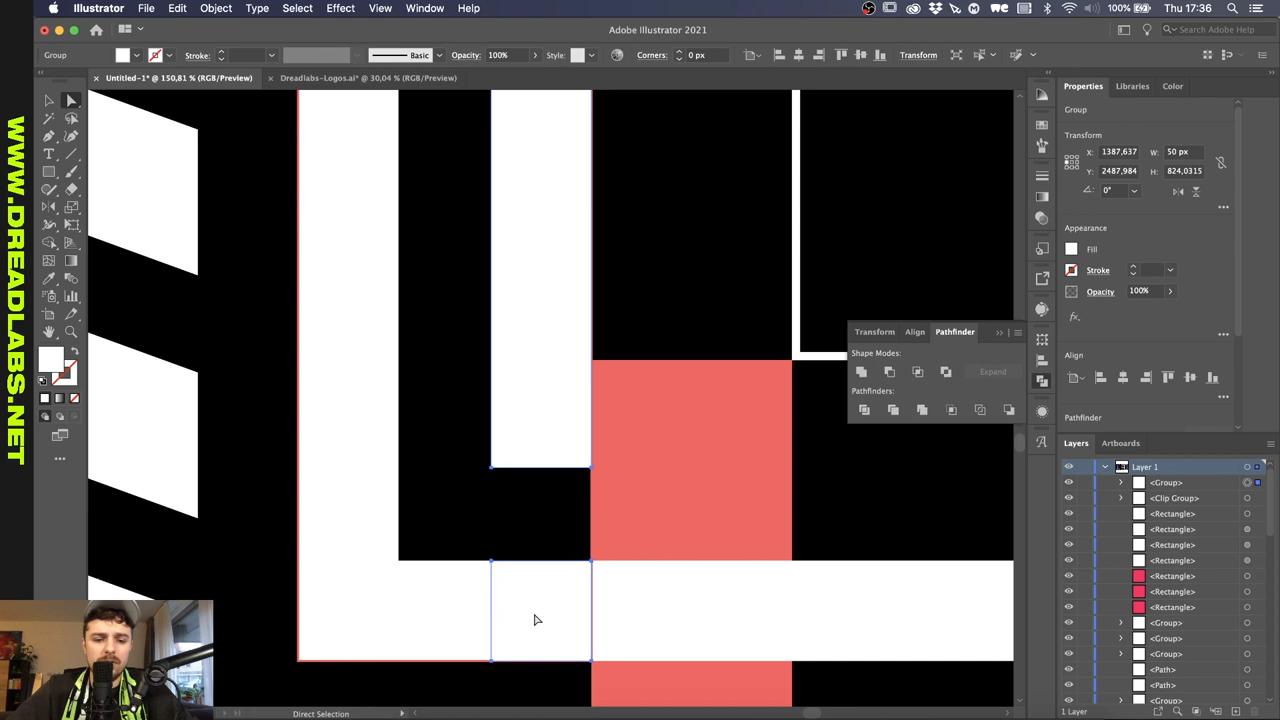 Illustrator File Edit Object Type Select Effect View Window Help
100% Thu 17:36
Adobe Illustrator 2021
Search Adobe Stock
Group
Stroke:
Basic
Opacity: 100%
Style:
Corners: 0 px
Transform
Untitled-1* @ 150,81 % (RGB/Preview)
Dreadlabs-Logos.ai* @ 30,04 % (RGB/Preview)
Properties Libraries Color
Group
Transform
X: 1387,637 W: 50 px
Y: 2487,984 H: 824,0315
0°
Appearance
Fill
Stroke
Opacity 100%
fx.
Align
Pathfinder
Transform Align Pathfinder
Shape Modes:
Expand
Pathfinders:
Layers Artboards
Layer 1
<Group>
<Clip Group>
<Rectangle>
<Rectangle>
<Rectangle>
<Rectangle>
<Rectangle>
<Rectangle>
<Rectangle>
<Group>
<Group>
<Group>
<Path>
<Path>
<Group>
1 Layer
Direct Selection
WWW.DREADLABS.NET